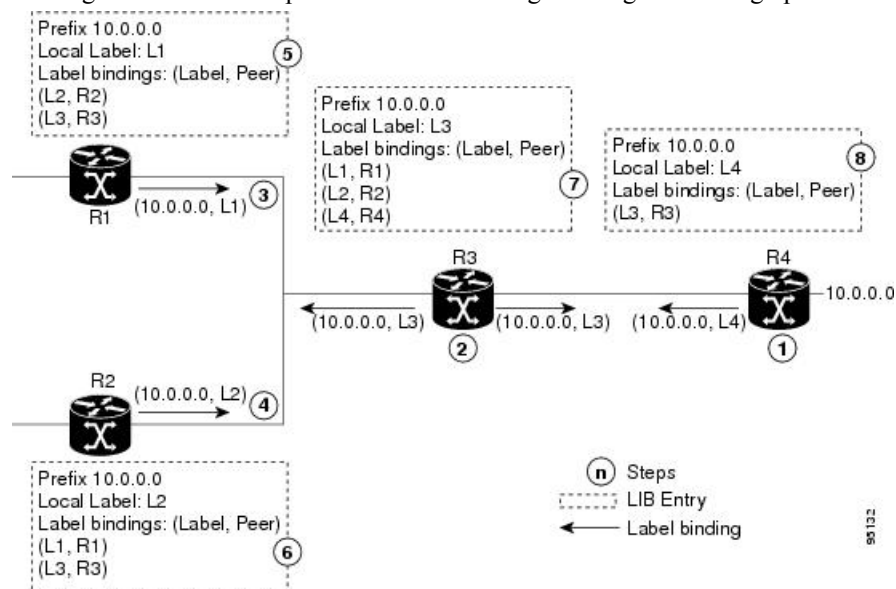 Prefix 10.0.0.0
Local Label: L1
Label bindings: (Label, Peer)
(L2, R2)
(L3, R3)
5
R1
(10.0.0.0, L1)
3
Prefix 10.0.0.0
Local Label: L3
Label bindings: (Label, Peer)
(L1, R1)
(L2, R2)
(L4, R4)
7
Prefix 10.0.0.0
Local Label: L4
Label bindings: (Label, Peer)
(L3, R3)
8
R3
(10.0.0.0, L3)
(10.0.0.0, L3)
2
R4
10.0.0.0
(10.0.0.0, L4)
1
R2
(10.0.0.0, L2)
4
Prefix 10.0.0.0
Local Label: L2
Label bindings: (Label, Peer)
(L1, R1)
(L3, R3)
6
n Steps
LIB Entry
Label binding
95132